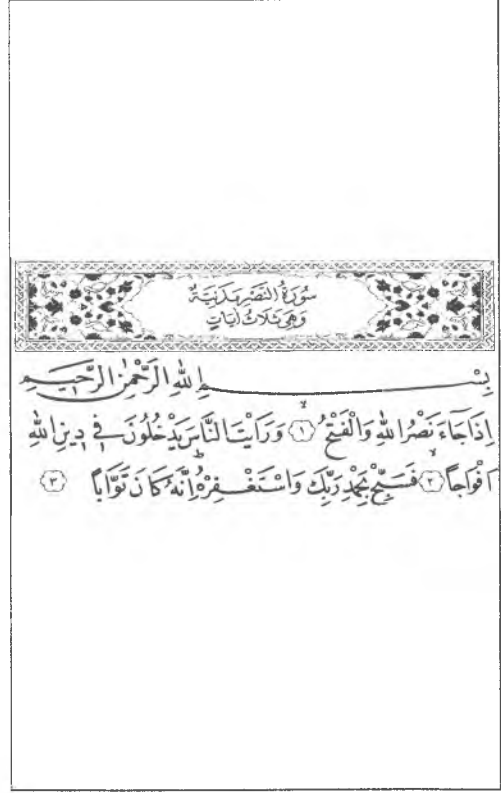 سُورَةُ النَّصْرِ مَدَنِيَّةٌ
وَهِيَ ثَلَاثُ اٰيَاتٍ
بِسْــــــــمِ اللّٰهِ الرَّحْمٰنِ الرَّحٖيمِ
اِذَا جَٓاءَ نَصْرُ اللّٰهِ وَالْفَتْحُۙ ﴿١﴾ وَرَاَيْتَ النَّاسَ يَدْخُلُونَ فٖى دٖينِ اللّٰهِ
اَفْوَاجًاۙ ﴿٢﴾ فَسَبِّحْ بِحَمْدِ رَبِّكَ وَاسْتَغْفِرْهُؕ اِنَّهُ كَانَ تَوَّابًا ﴿٣﴾